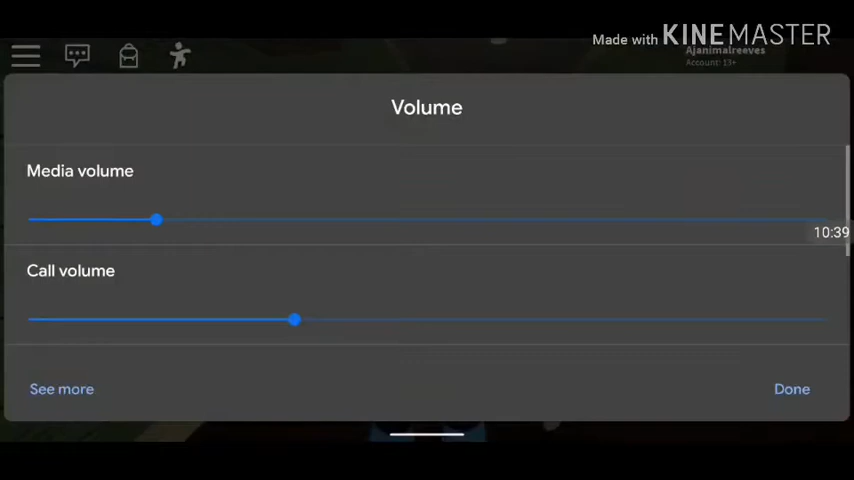 Made with KINEMASTER
Ajanimalreeves
Account: 13+
Volume
Media volume
10:39
Call volume
See more
Done